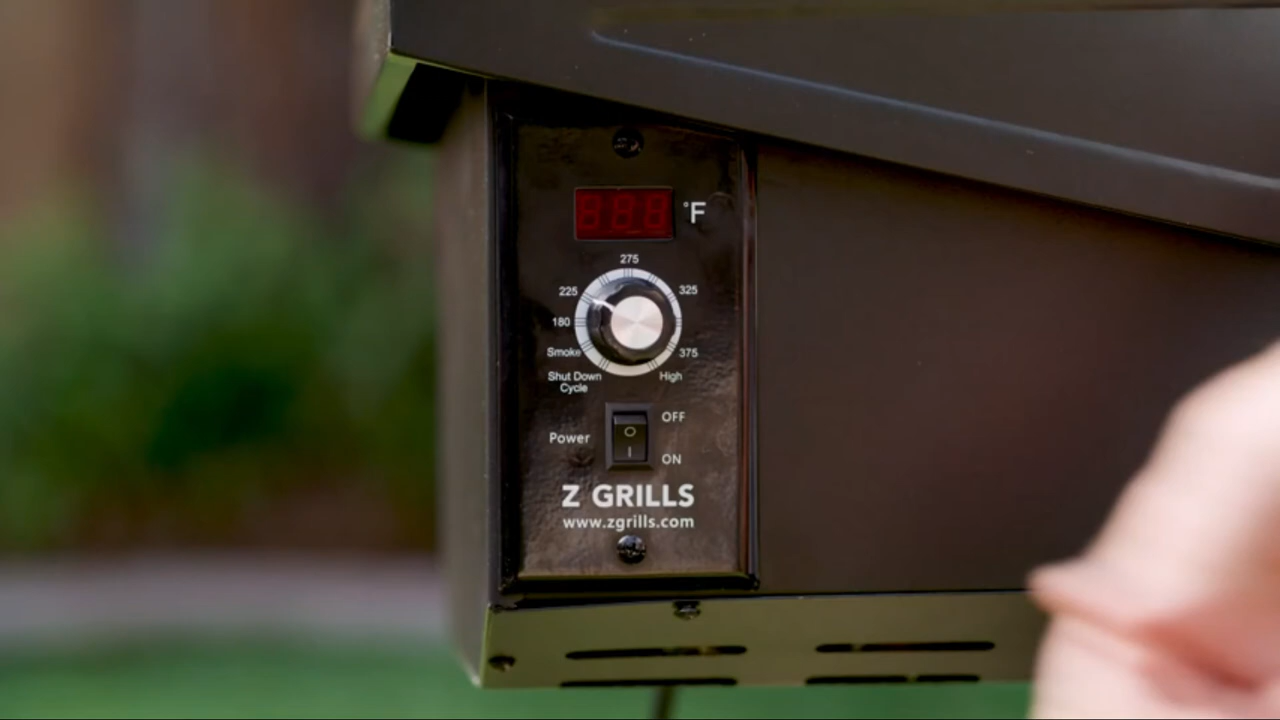 888 °F
275
225
325
180
Smoke
375
Shut Down
Cycle
High
OFF
Power
ON
Z GRILLS
www.zgrills.com